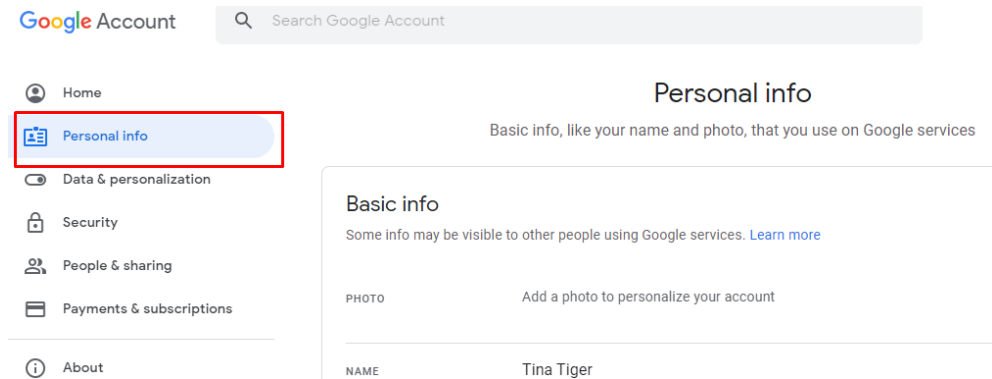 Google Account
Search Google Account
Home
Personal info
Data & personalization
Security
People & sharing
Payments & subscriptions
About
Personal info
Basic info, like your name and photo, that you use on Google services
Basic info
Some info may be visible to other people using Google services. Learn more
PHOTO Add a photo to personalize your account
NAME Tina Tiger